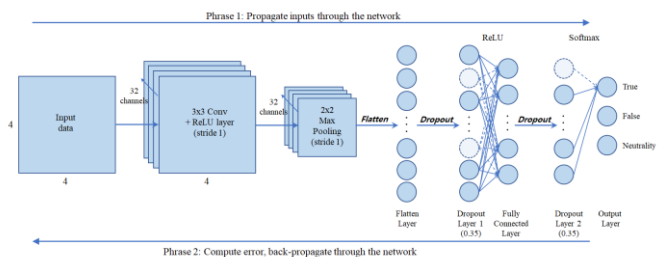 Phrase 1: Propagate inputs through the network
ReLU
Softmax
32
channels
32
channels
4
Input
data
3x3 Conv
+ ReLU layer
(stride 1)
2x2
Max
Pooling
(stride 1)
Flatten
Dropout
Dropout
True
False
Neutrality
4
4
Flatten
Layer
Dropout
Layer 1
(0.35)
Fully
Connected
Layer
Dropout
Layer 2
(0.35)
Output
Layer
Phrase 2: Compute error, back-propagate through the network